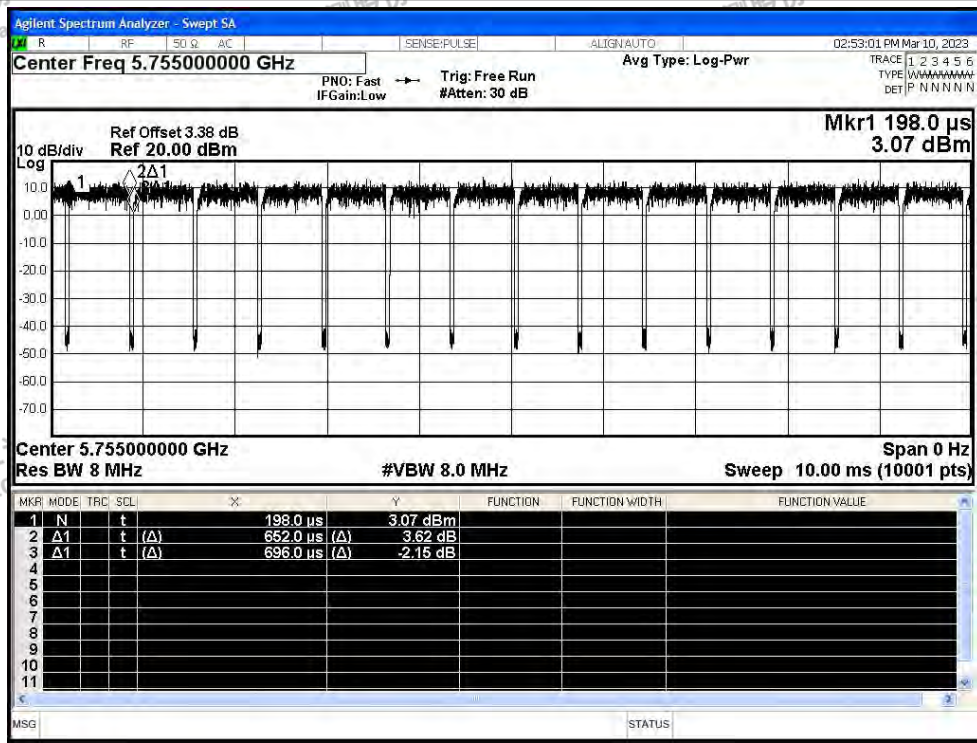 Agilent Spectrum Analyzer - Swept SA
R RF 50 Ω AC SENSE:PULSE ALIGN AUTO 02:53:01 PM Mar 10, 2023
Center Freq 5.755000000 GHz Avg Type: Log-Pwr TRACE 1 2 3 4 5 6
PNO: Fast Trig: Free Run TYPE WWWWWW
IFGain:Low #Atten: 30 dB DET P N N N N N
Mkr1 198.0 µs
Ref Offset 3.38 dB
10 dB/div Ref 20.00 dBm 3.07 dBm
Log
2Δ1
1
10.0
0.00
-10.0
-20.0
-30.0
-40.0
-50.0
-60.0
-70.0
Center 5.755000000 GHz Span 0 Hz
Res BW 8 MHz #VBW 8.0 MHz Sweep 10.00 ms (10001 pts)
MKR MODE TRC SCL X Y FUNCTION FUNCTION WIDTH FUNCTION VALUE
1 N t 198.0 µs 3.07 dBm
2 Δ1 t (Δ) 652.0 µs (Δ) 3.62 dB
3 Δ1 t (Δ) 696.0 µs (Δ) -2.15 dB
4
5
6
7
8
9
10
11
MSG STATUS